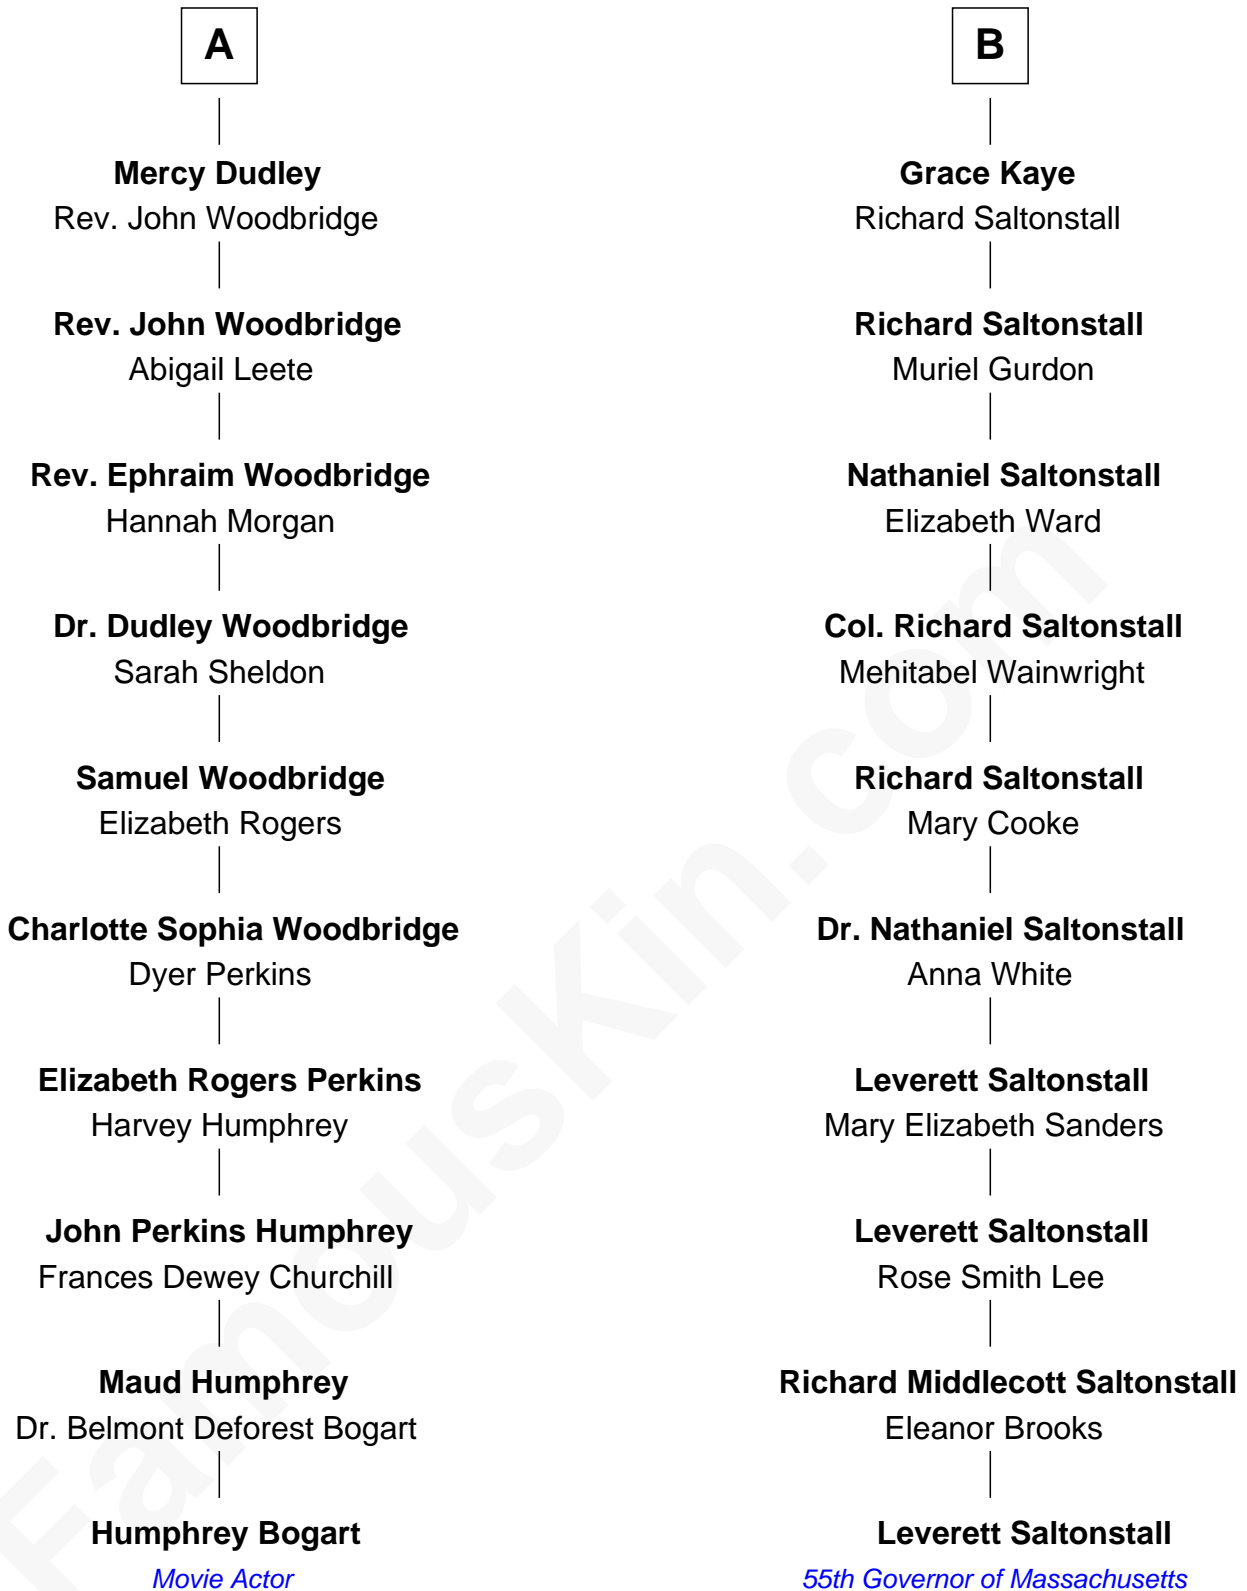 A
Mercy Dudley
Rev. John Woodbridge
Rev. John Woodbridge
Abigail Leete
Rev. Ephraim Woodbridge
Hannah Morgan
Dr. Dudley Woodbridge
Sarah Sheldon
Samuel Woodbridge
Elizabeth Rogers
Charlotte Sophia Woodbridge
Dyer Perkins
Elizabeth Rogers Perkins
Harvey Humphrey
John Perkins Humphrey
Frances Dewey Churchill
Maud Humphrey
Dr. Belmont Deforest Bogart
Humphrey Bogart
Movie Actor
B
Grace Kaye
Richard Saltonstall
Richard Saltonstall
Muriel Gurdon
Nathaniel Saltonstall
Elizabeth Ward
Col. Richard Saltonstall
Mehitabel Wainwright
Richard Saltonstall
Mary Cooke
Dr. Nathaniel Saltonstall
Anna White
Leverett Saltonstall
Mary Elizabeth Sanders
Leverett Saltonstall
Rose Smith Lee
Richard Middlecott Saltonstall
Eleanor Brooks
Leverett Saltonstall
55th Governor of Massachusetts
FamousKin.com